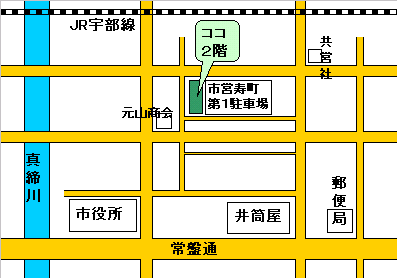 JR宇部線
ココ
2階
共営社
市営寿町
第1駐車場
元山商会
真締川
郵便局
市役所
井筒屋
常盤通